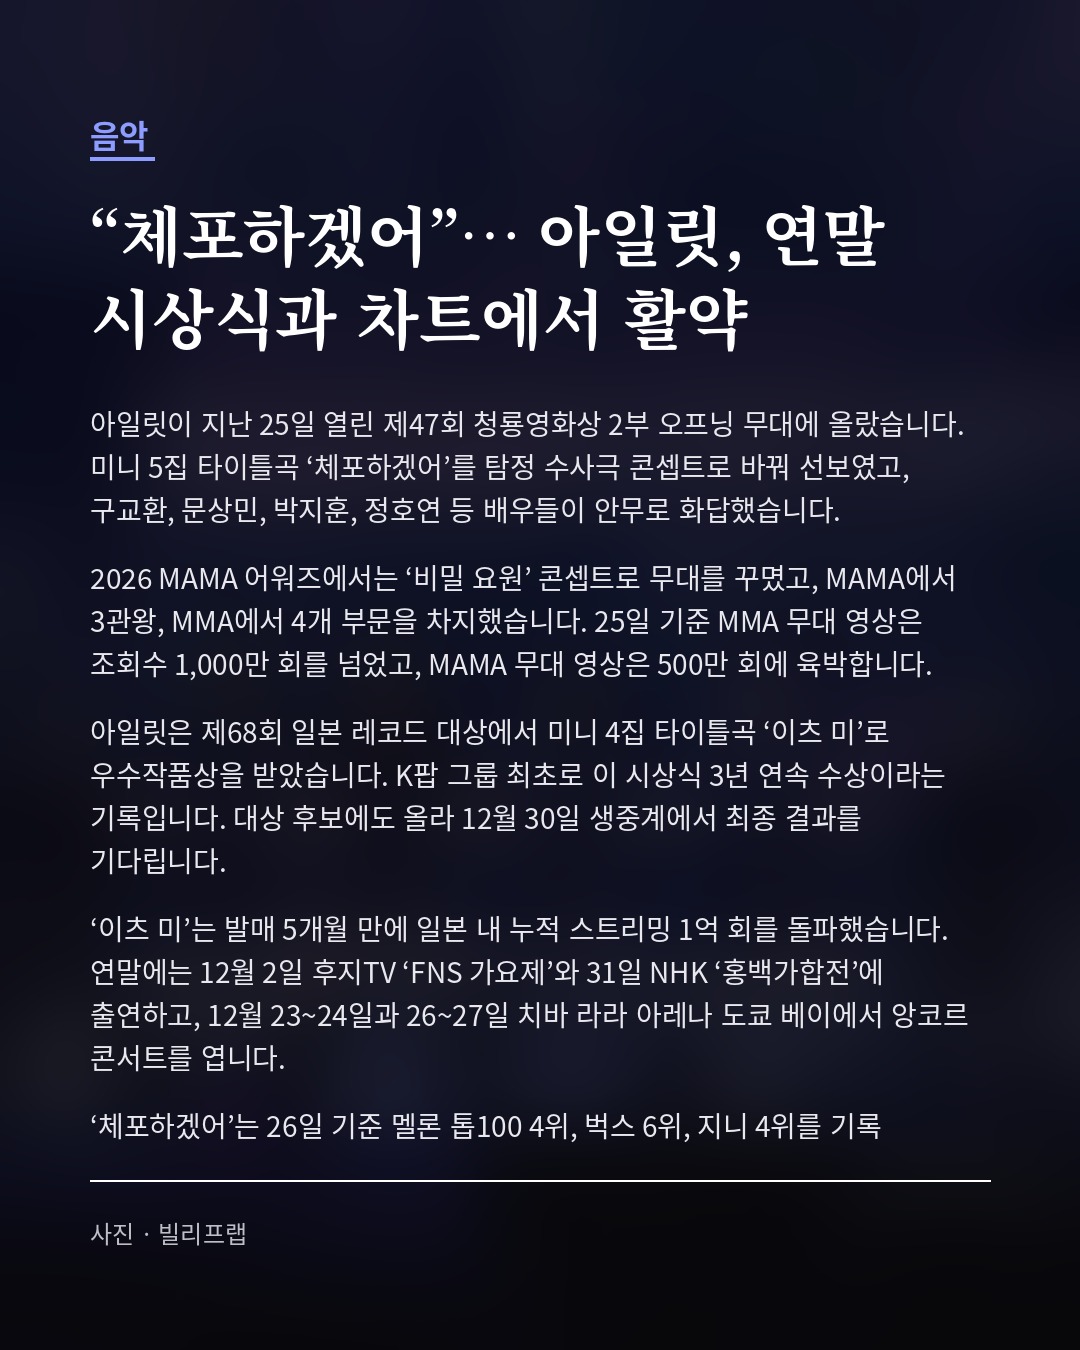 음악
“체포하겠어”··· 아일릿, 연말
시상식과 차트에서 활약
아일릿이 지난 25일 열린 제47회 청룡영화상 2부 오프닝 무대에 올랐습니다.
미니 5집 타이틀곡 ‘체포하겠어’를 탐정 수사극 콘셉트로 바꿔 선보였고,
구교환, 문상민, 박지훈, 정호연 등 배우들이 안무로 화답했습니다.
2026 MAMA 어워즈에서는 ‘비밀 요원’ 콘셉트로 무대를 꾸몄고, MAMA에서
3관왕, MMA에서 4개 부문을 차지했습니다. 25일 기준 MMA 무대 영상은
조회수 1,000만 회를 넘었고, MAMA 무대 영상은 500만 회에 육박합니다.
아일릿은 제68회 일본 레코드 대상에서 미니 4집 타이틀곡 ‘이츠 미’로
우수작품상을 받았습니다. K팝 그룹 최초로 이 시상식 3년 연속 수상이라는
기록입니다. 대상 후보에도 올라 12월 30일 생중계에서 최종 결과를
기다립니다.
‘이츠 미’는 발매 5개월 만에 일본 내 누적 스트리밍 1억 회를 돌파했습니다.
연말에는 12월 2일 후지TV ‘FNS 가요제’와 31일 NHK ‘홍백가합전’에
출연하고, 12월 23~24일과 26~27일 치바 라라 아레나 도쿄 베이에서 앙코르
콘서트를 엽니다.
‘체포하겠어’는 26일 기준 멜론 톱100 4위, 벅스 6위, 지니 4위를 기록
사진 · 빌리프랩